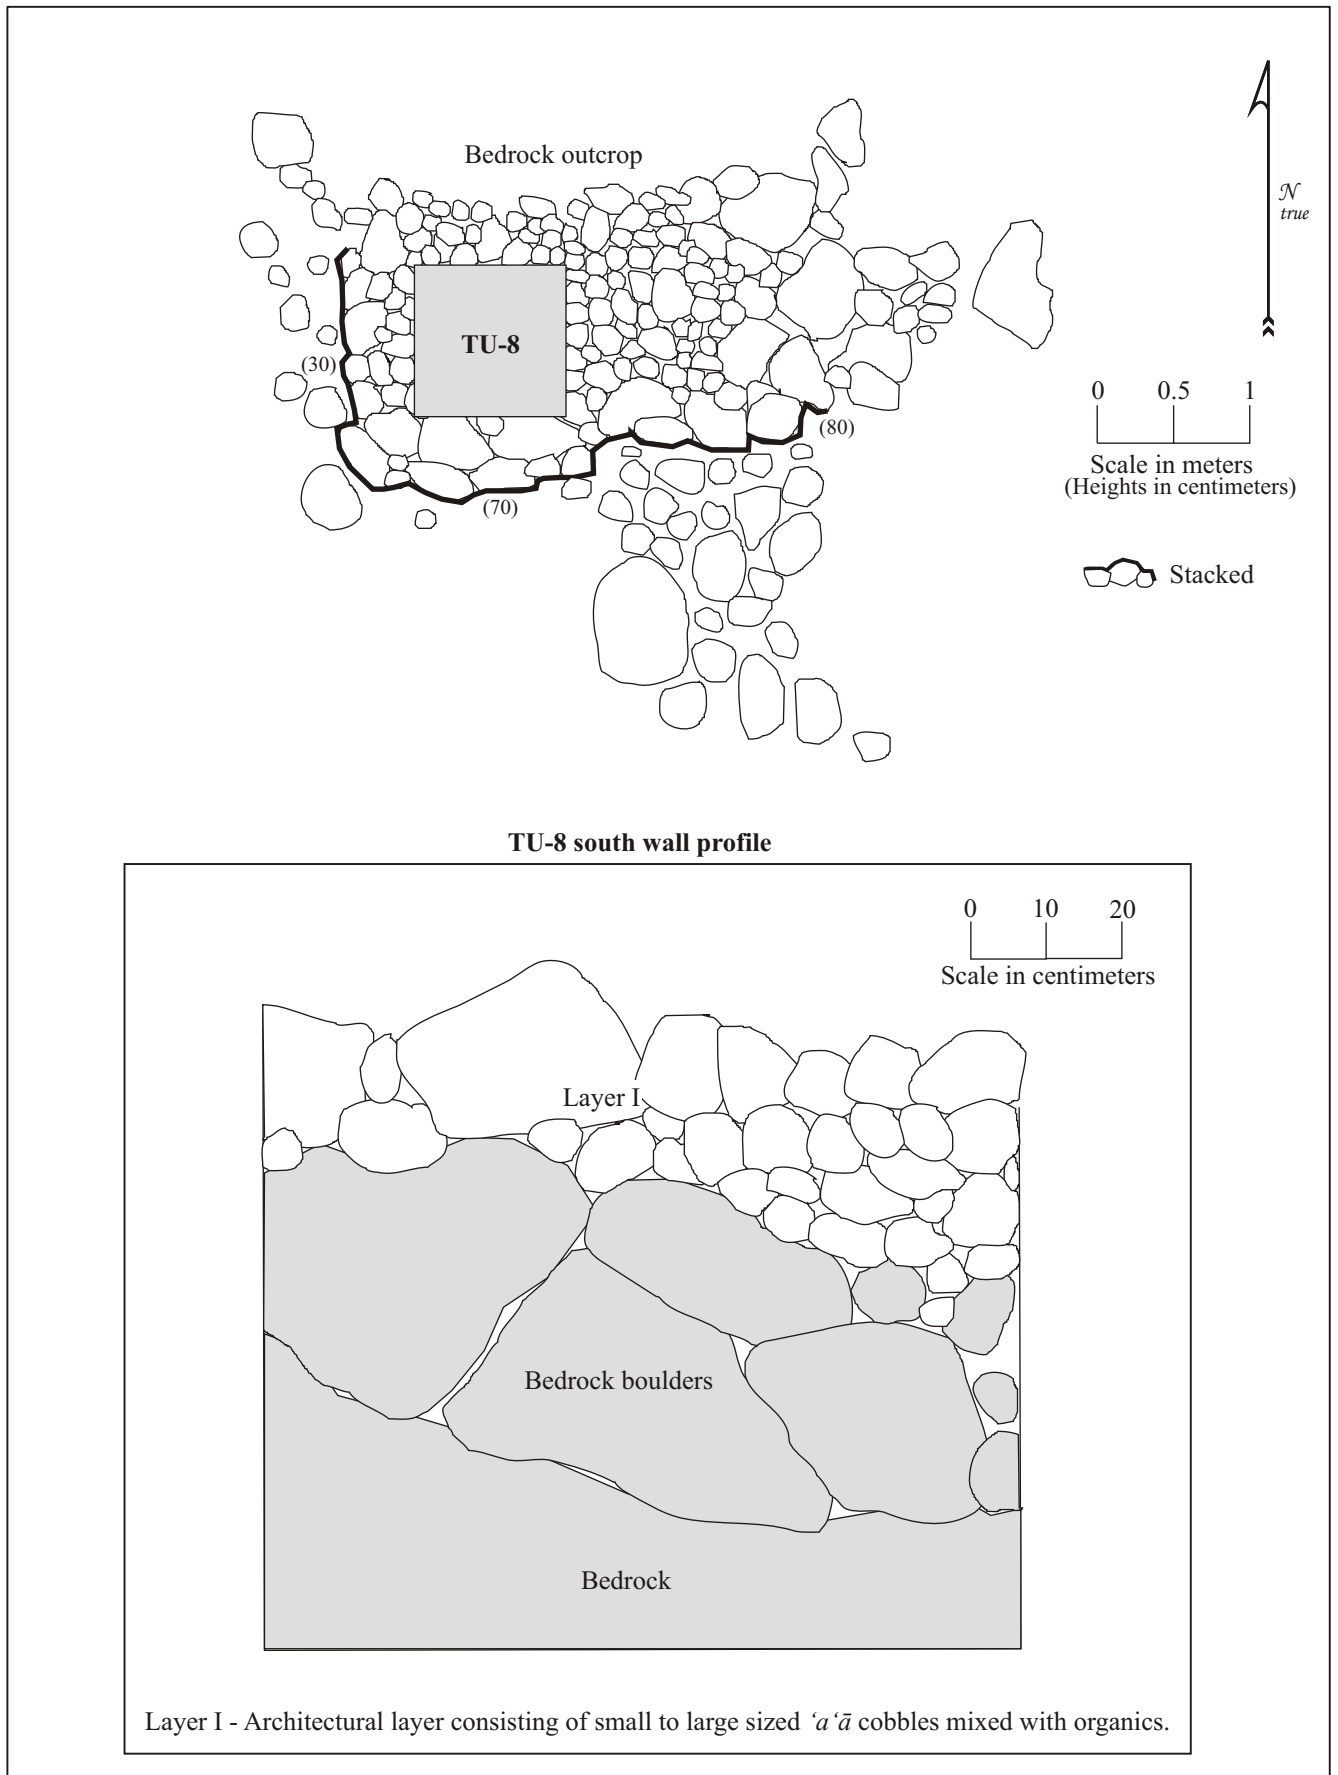 Bedrock outcrop
N
true
TU-8
(30)
(80)
(70)
0 0.5 1
Scale in meters
(Heights in centimeters)
Stacked
TU-8 south wall profile
0 10 20
Scale in centimeters
Layer I
Bedrock boulders
Bedrock
Layer I - Architectural layer consisting of small to large sized ‘a‘ā cobbles mixed with organics.